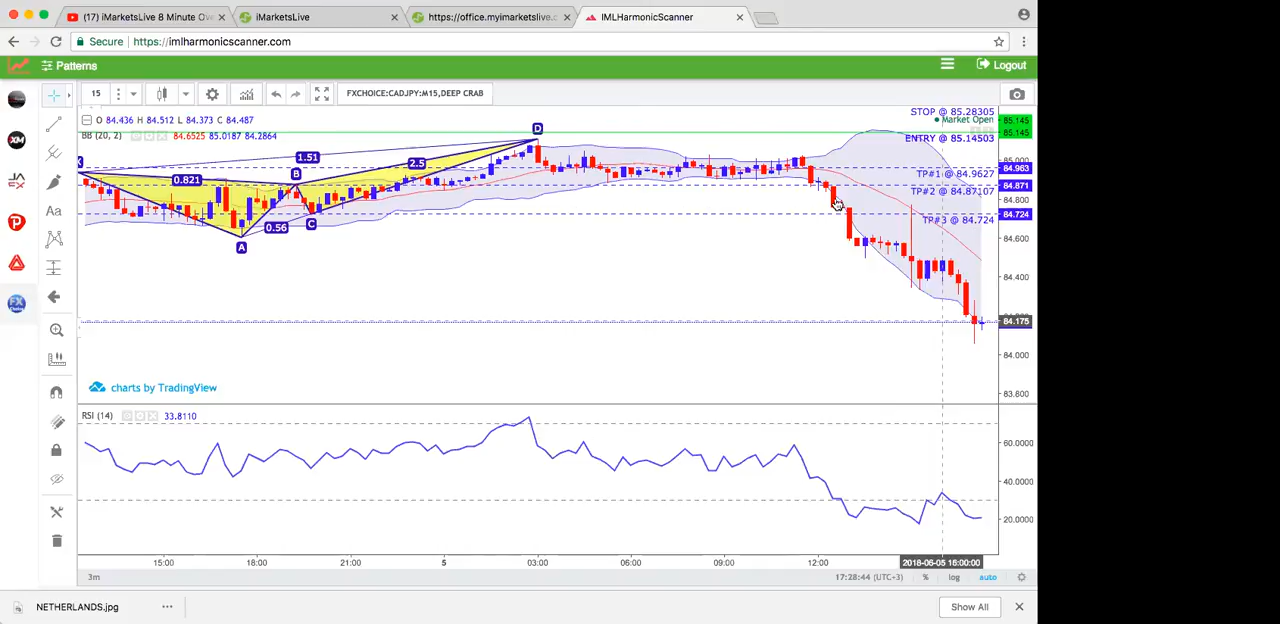 (17) iMarketsLive 8 Minute Ov
iMarketsLive
https://office.myimarketslive.c
IMLHarmonicScanner
Secure
https://imlharmonicscanner.com
Patterns
Logout
15
FXCHOICE:CADJPY:M15,DEEP CRAB
O 84.436 H 84.512 L 84.373 C 84.487
BB (20, 2) 84.6525 85.0187 84.2864
STOP @ 85.28305
Market Open
85.145
85.145
ENTRY @ 85.14503
85.000
84.963
TP#1 @ 84.9627
84.871
TP#2 @ 84.87107
84.800
84.724
TP#3 @ 84.724
84.600
84.400
84.175
84.000
83.800
X
0.821
A
B
0.56
C
1.51
2.5
D
charts by TradingView
RSI (14) 33.8110
60.0000
40.0000
20.0000
15:00
18:00
21:00
5
03:00
06:00
09:00
12:00
2018-06-05 16:00:00
3m
17:28:44 (UTC+3)
%
log
auto
XM
Aa
NETHERLANDS.jpg
Show All